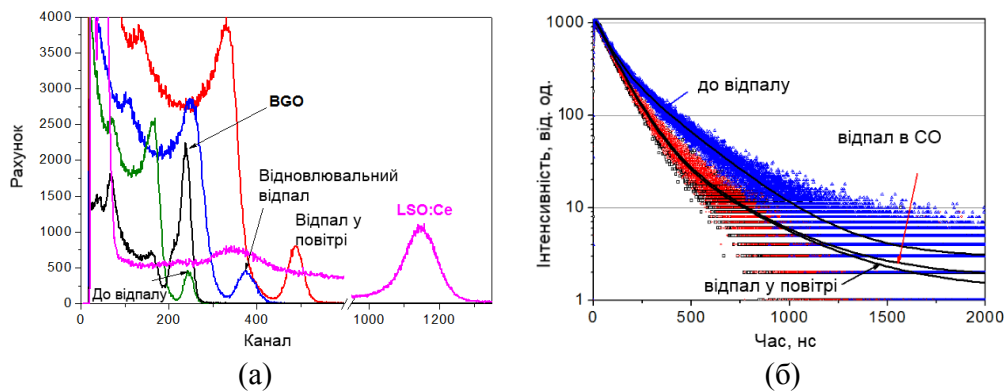 4000
3500
3000
2500
2000
1500
1000
500
0
Рахунок
BGO
Відновлювальний
відпал
Відпал у
повітрі
LSO:Ce
До відпалу
0 200 400 1000 1200
Канал
(а)
1000
100
10
1
Інтенсивність, від. од.
до відпалу
відпал в CO
відпал у повітрі
0 500 1000 1500 2000
Час, нс
(б)